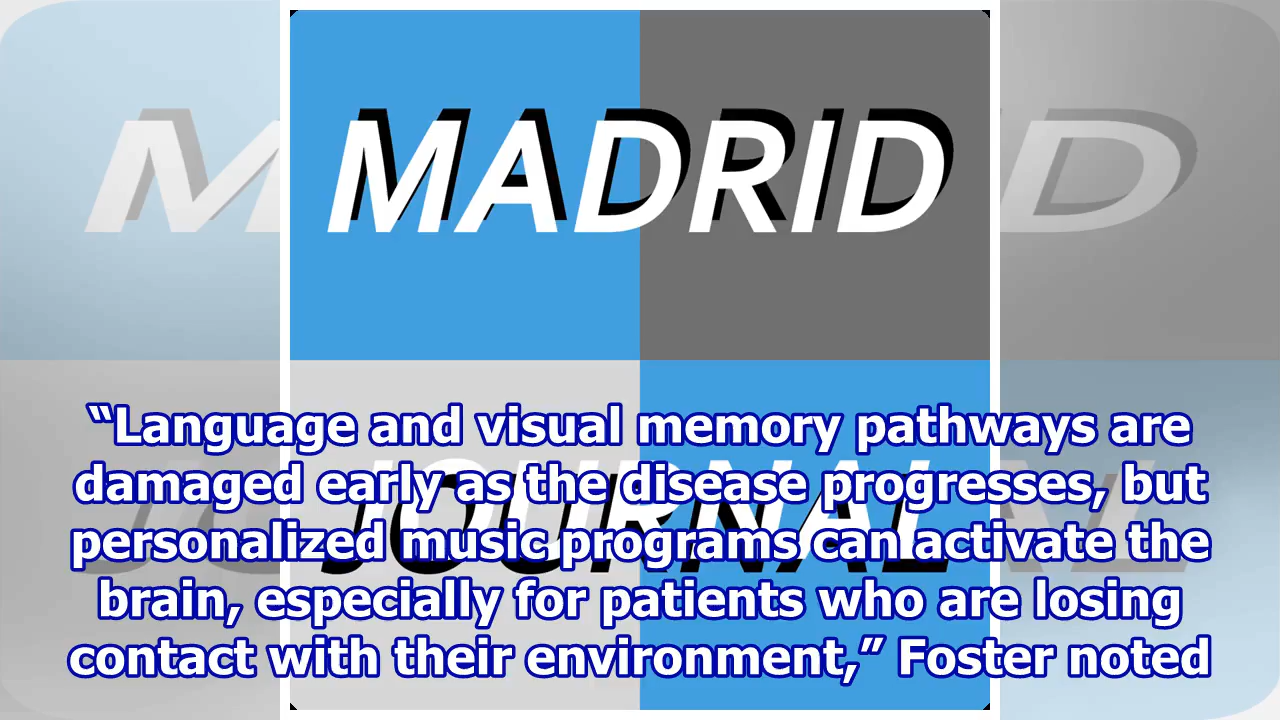 MADRID
JOURNAL
“Language and visual memory pathways are
damaged early as the disease progresses, but
personalized music programs can activate the
brain, especially for patients who are losing
contact with their environment,” Foster noted